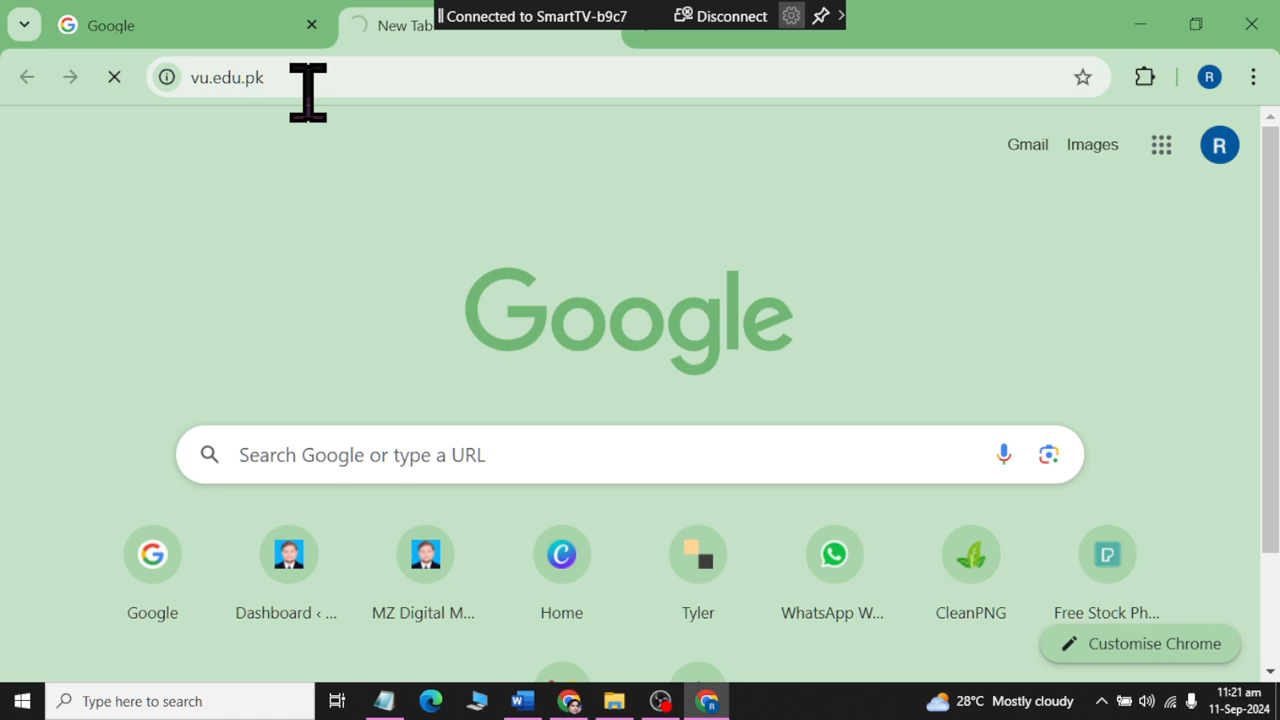 Google
New Tab
Connected to SmartTV-b9c7
Disconnect
vu.edu.pk
R
Gmail
Images
R
Google
Search Google or type a URL
Google
Dashboard ‹ ...
MZ Digital M...
Home
Tyler
WhatsApp W...
CleanPNG
Free Stock Ph...
Customise Chrome
Type here to search
28°C Mostly cloudy
11:21 am
11-Sep-2024